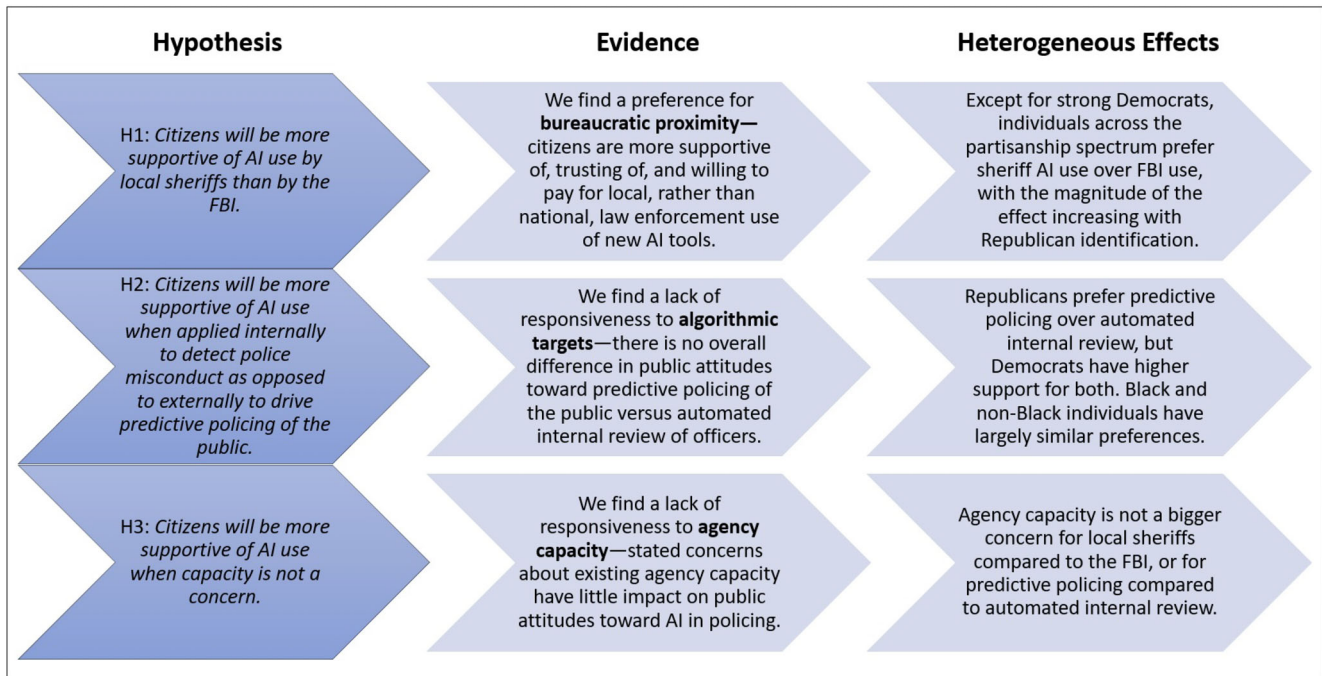 Hypothesis
Evidence
Heterogeneous Effects
H1: Citizens will be more
supportive of AI use by
local sheriffs than by the
FBI.
We find a preference for
bureaucratic proximity—
citizens are more supportive
of, trusting of, and willing to
pay for local, rather than
national, law enforcement use
of new AI tools.
Except for strong Democrats,
individuals across the
partisanship spectrum prefer
sheriff AI use over FBI use,
with the magnitude of the
effect increasing with
Republican identification.
H2: Citizens will be more
supportive of AI use
when applied internally
to detect police
misconduct as opposed
to externally to drive
predictive policing of the
public.
We find a lack of
responsiveness to algorithmic
targets—there is no overall
difference in public attitudes
toward predictive policing of
the public versus automated
internal review of officers.
Republicans prefer predictive
policing over automated
internal review, but
Democrats have higher
support for both. Black and
non-Black individuals have
largely similar preferences.
H3: Citizens will be more
supportive of AI use
when capacity is not a
concern.
We find a lack of
responsiveness to agency
capacity—stated concerns
about existing agency capacity
have little impact on public
attitudes toward AI in policing.
Agency capacity is not a bigger
concern for local sheriffs
compared to the FBI, or for
predictive policing compared
to automated internal review.